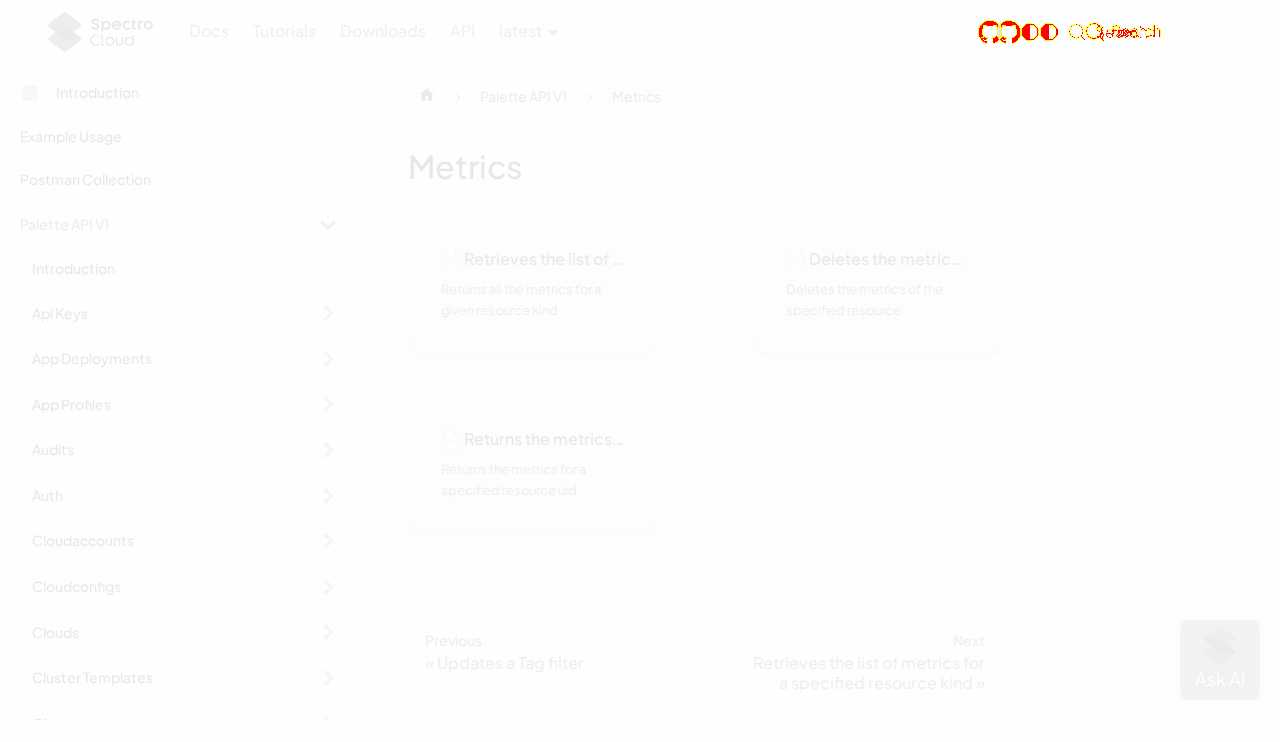 Spectro
Cloud
Docs
Tutorials
Downloads
API
latest
Introduction
Example Usage
Postman Collection
Palette API V1
Introduction
Api Keys
App Deployments
App Profiles
Audits
Auth
Cloudaccounts
Cloudconfigs
Clouds
Cluster Templates
Palette API V1
Metrics
Metrics
Retrieves the list of ...
Returns all the metrics for a
given resource kind
Deletes the metric...
Deletes the metrics of the
specified resource
Returns the metrics...
Returns the metrics for a
specified resource uid
Previous
« Updates a Tag filter
Next
Retrieves the list of metrics for
a specified resource kind »
Ask AI